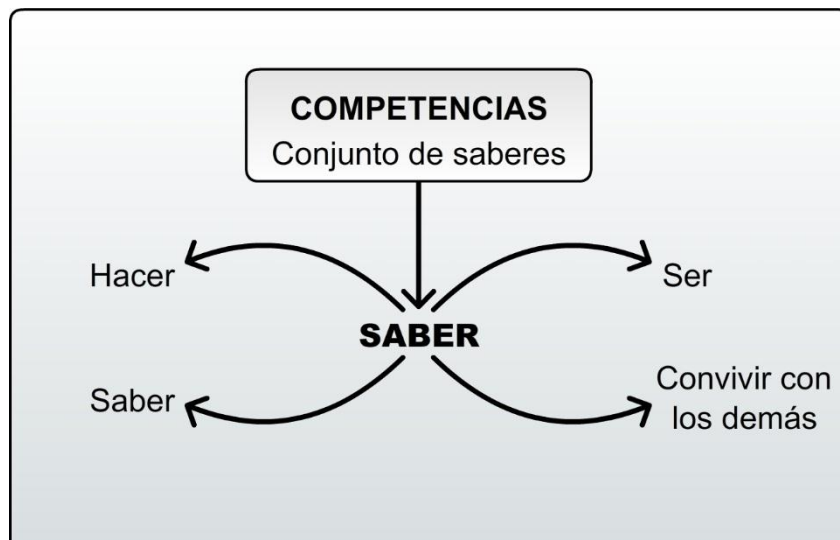 COMPETENCIAS
Conjunto de saberes
Hacer
Ser
SABER
Saber
Convivir con
los demás